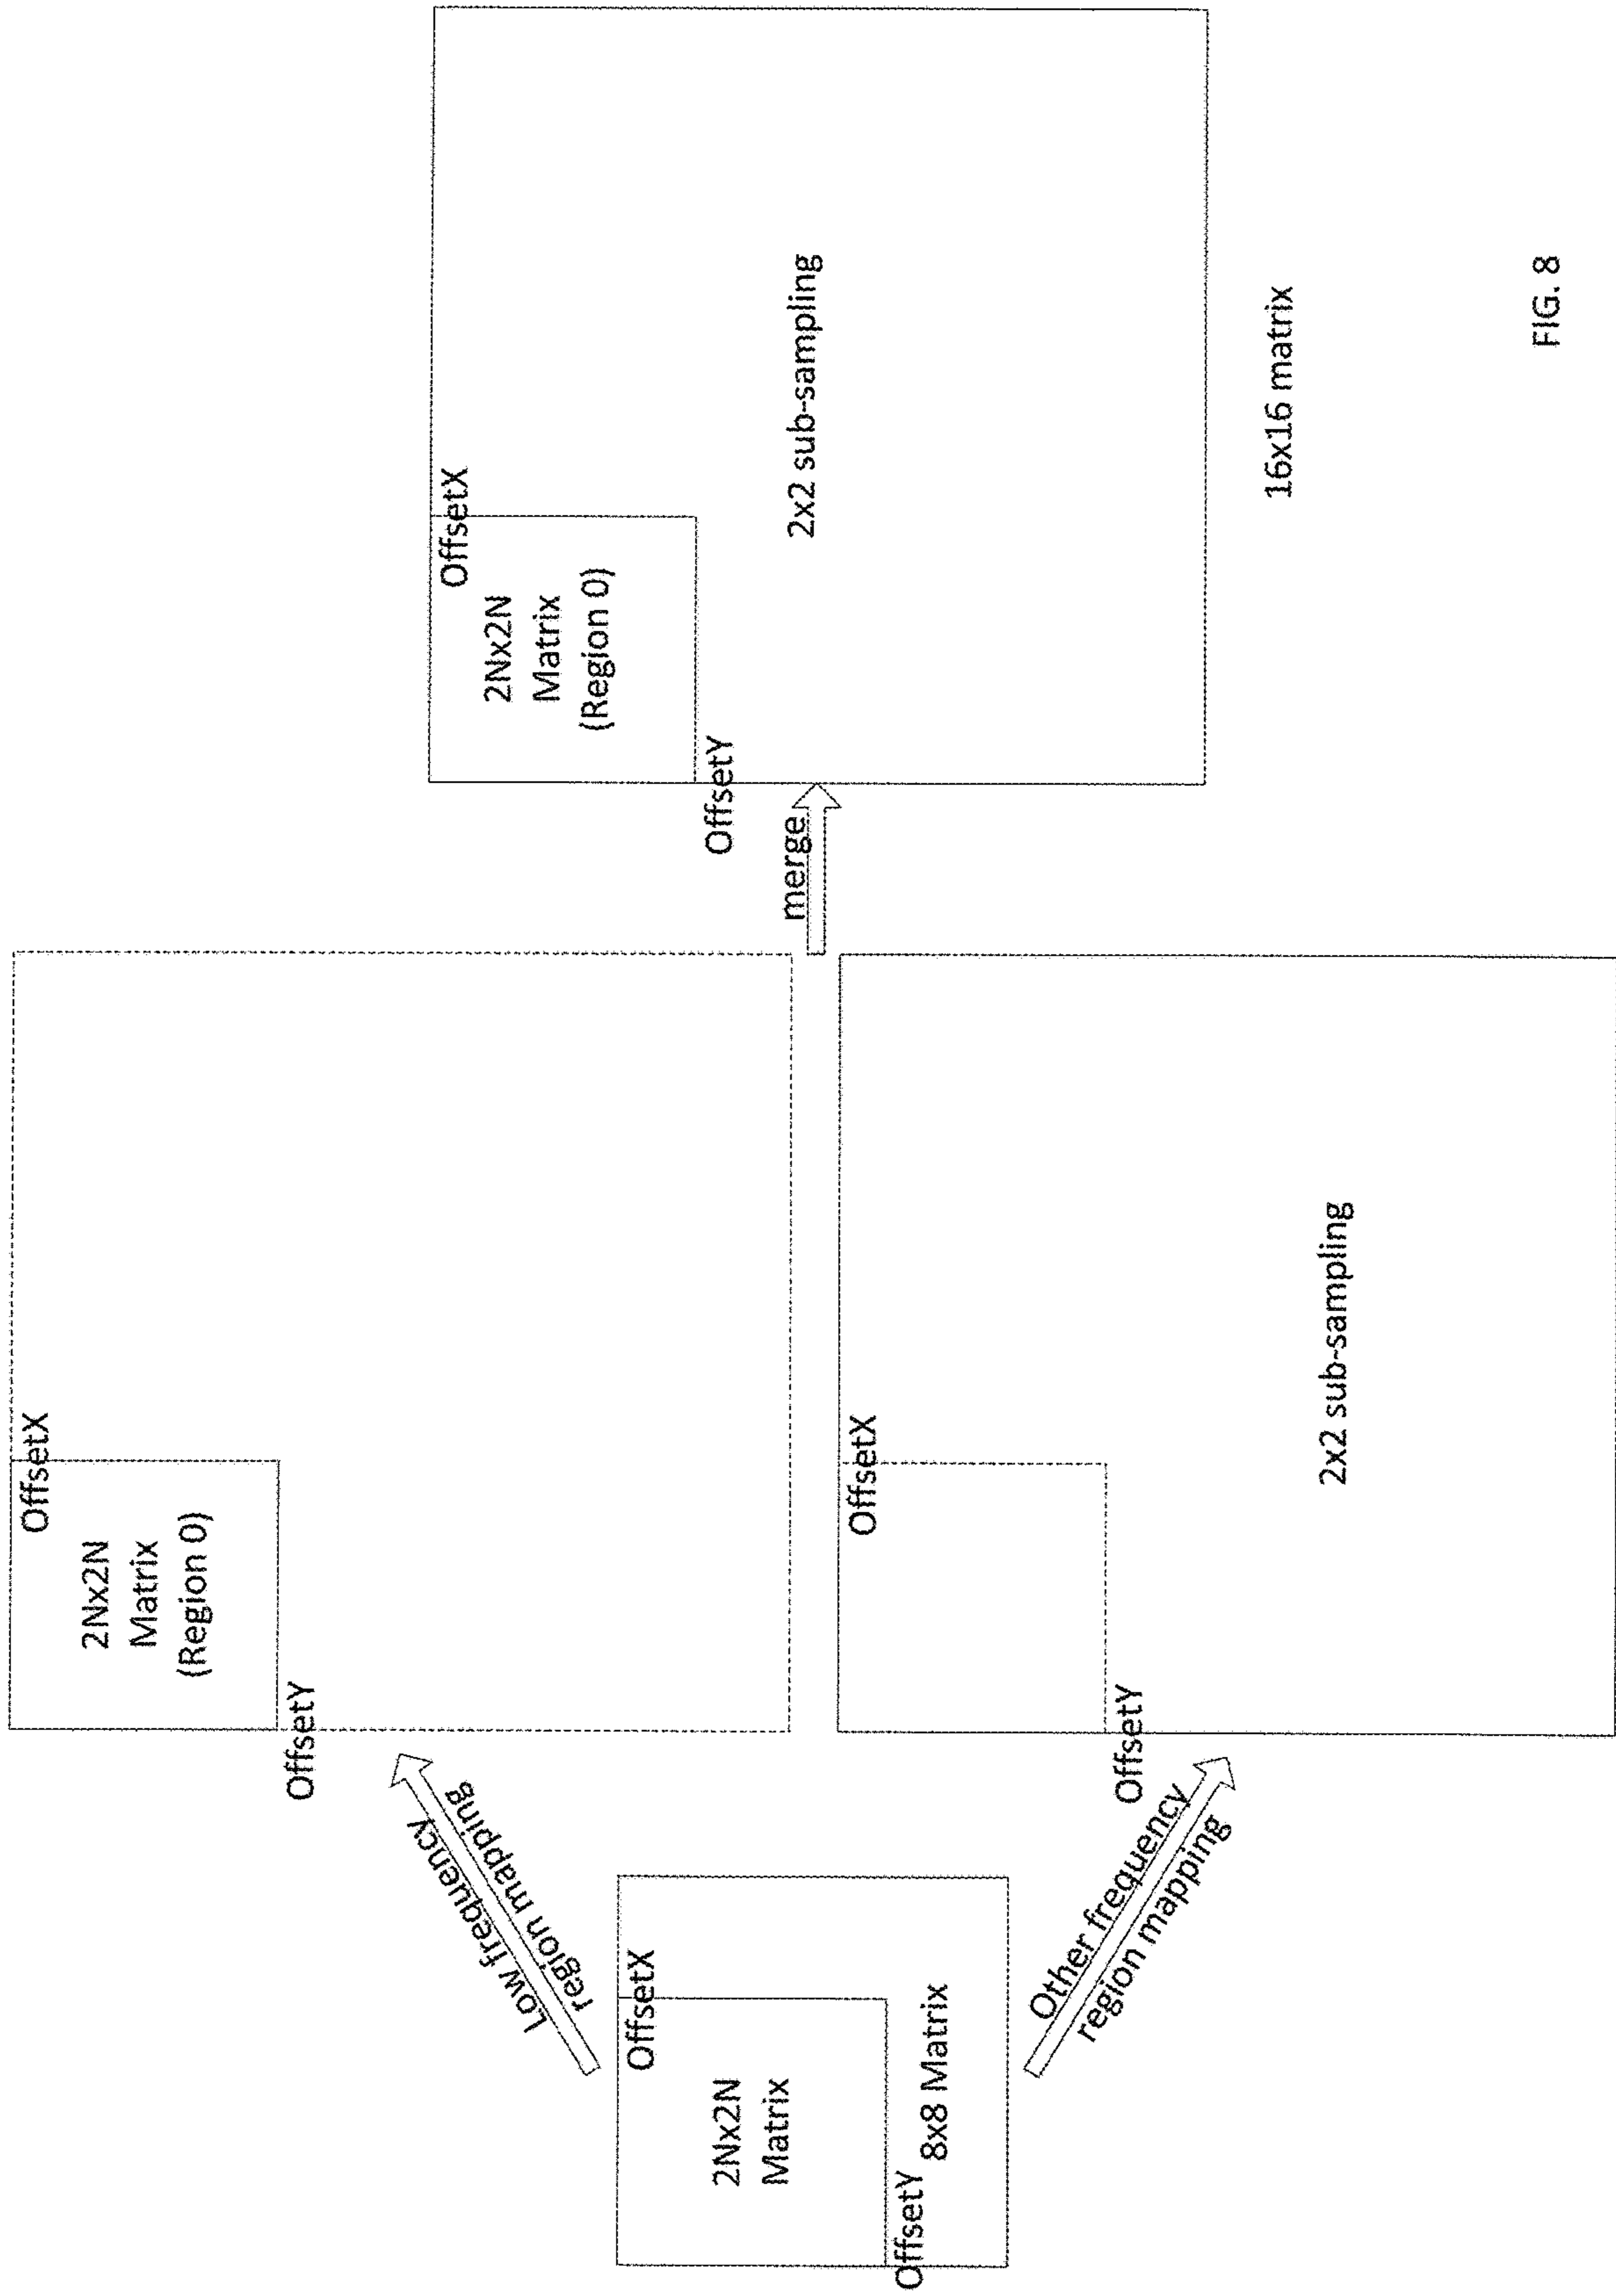 2Nx2N
Matrix
OffsetX
OffsetY
8x8 Matrix
Low frequency
region mapping
Other frequency
region mapping
2Nx2N
Matrix
(Region 0)
OffsetX
OffsetY
OffsetX
OffsetY
2x2 sub-sampling
merge
2Nx2N
Matrix
(Region 0)
OffsetX
OffsetY
2x2 sub-sampling
16x16 matrix
FIG. 8